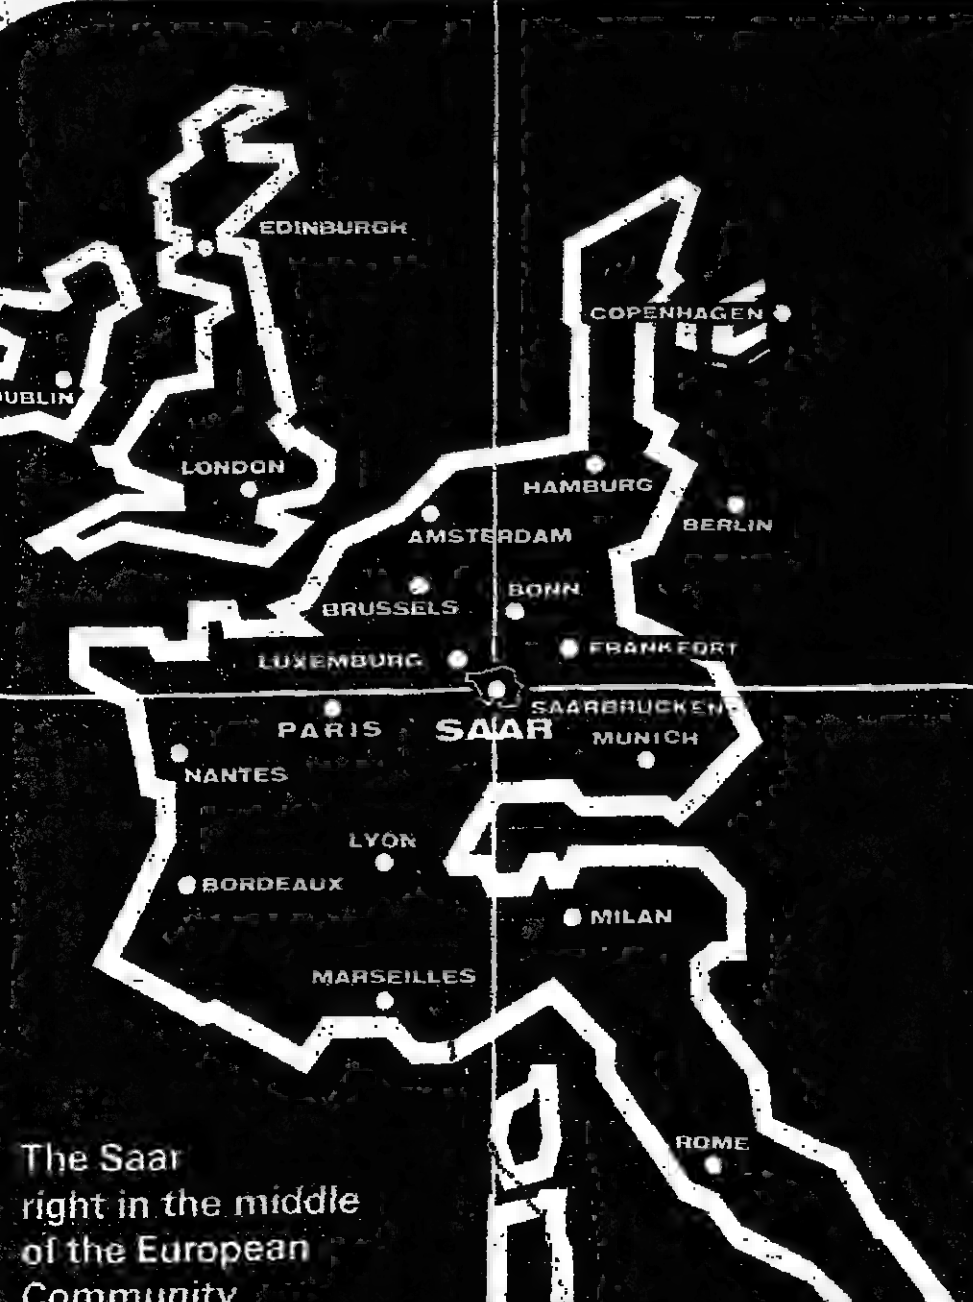 EDINBURGH
COPENHAGEN
DUBLIN
LONDON
HAMBURG
BERLIN
AMSTERDAM
BONN
BRUSSELS
FRANKFORT
LUXEMBURG
SAARBRUCKEN
PARIS
SAAR
MUNICH
NANTES
LYON
BORDEAUX
MILAN
MARSEILLES
ROME
The Saar
right in the middle
of the European
Community